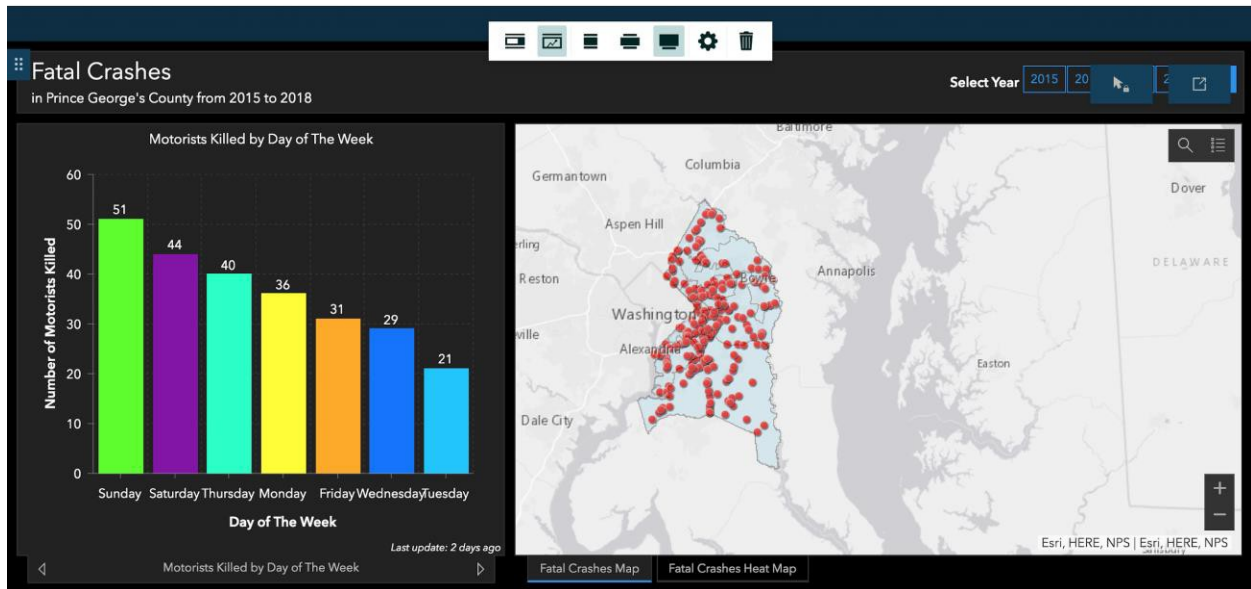 Fatal Crashes
in Prince George's County from 2015 to 2018
Select Year 2015 20 2
Motorists Killed by Day of The Week
Number of Motorists Killed
60
50
40
30
20
10
0
51
44
40
36
31
29
21
Sunday Saturday Thursday Monday Friday Wednesday Tuesday
Day of The Week
Last update: 2 days ago
Motorists Killed by Day of The Week
Baltimore
Columbia
Germantown
Dover
Aspen Hill
erling
DELAWARE
Reston
Annapolis
Bowie
Washington
ville
Alexandria
Easton
Dale City
Esri, HERE, NPS | Esri, HERE, NPS
Fatal Crashes Map Fatal Crashes Heat Map